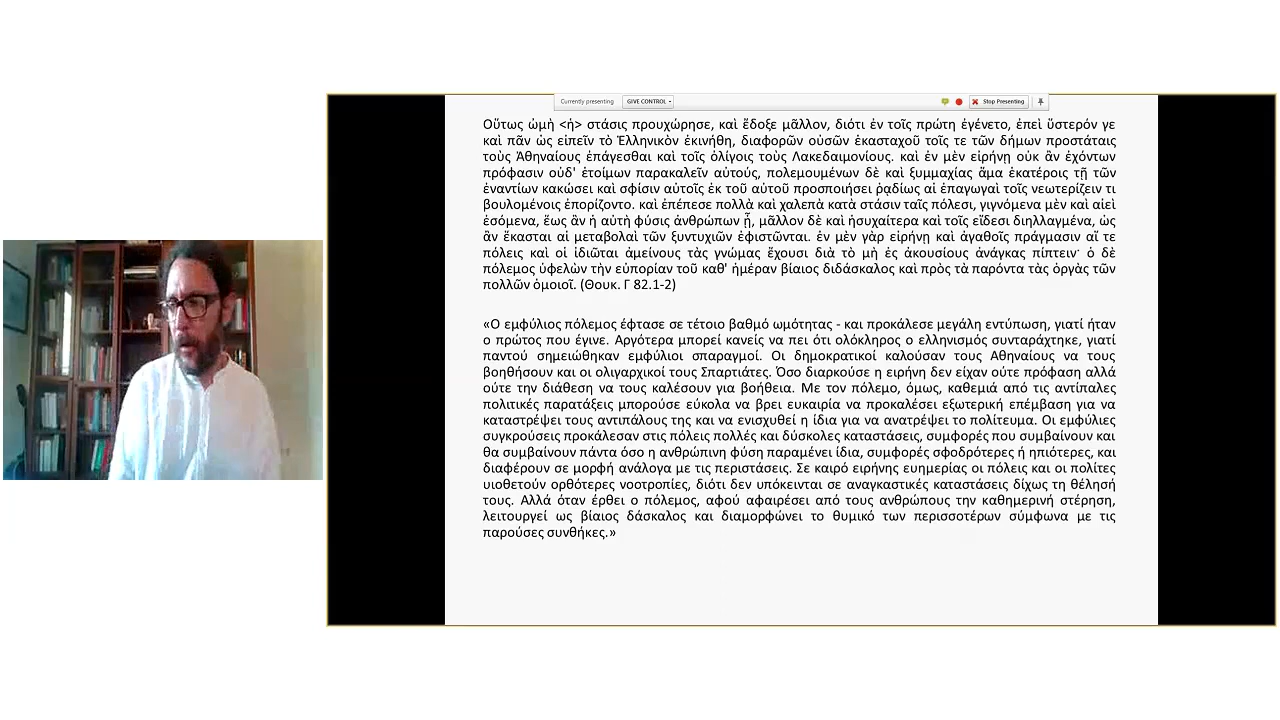 Currently presenting GIVE CONTROL Stop Presenting
Οὕτως ὠμὴ <ἡ> στάσις προυχώρησε, καὶ ἔδοξε μᾶλλον, διότι ἐν τοῖς πρώτη ἐγένετο, ἐπεὶ ὕστερόν γε
καὶ πᾶν ὡς εἰπεῖν τὸ Ἑλληνικὸν ἐκινήθη, διαφορῶν οὐσῶν ἑκασταχοῦ τοῖς τε τῶν δήμων προστάταις
τοὺς Ἀθηναίους ἐπάγεσθαι καὶ τοῖς ὀλίγοις τοὺς Λακεδαιμονίους. καὶ ἐν μὲν εἰρήνῃ οὐκ ἂν ἐχόντων
πρόφασιν οὐδ' ἑτοίμων παρακαλεῖν αὐτούς, πολεμουμένων δὲ καὶ ξυμμαχίας ἅμα ἑκατέροις τῇ τῶν
ἐναντίων κακώσει καὶ σφίσιν αὐτοῖς ἐκ τοῦ αὐτοῦ προσποιήσει ῥᾳδίως αἱ ἐπαγωγαὶ τοῖς νεωτερίζειν τι
βουλομένοις ἐπορίζοντο. καὶ ἐπέπεσε πολλὰ καὶ χαλεπὰ κατὰ στάσιν ταῖς πόλεσι, γιγνόμενα μὲν καὶ αἰεὶ
ἐσόμενα, ἕως ἂν ἡ αὐτὴ φύσις ἀνθρώπων ᾖ, μᾶλλον δὲ καὶ ἡσυχαίτερα καὶ τοῖς εἴδεσι διηλλαγμένα, ὡς
ἂν ἕκασται αἱ μεταβολαὶ τῶν ξυντυχιῶν ἐφιστῶνται. ἐν μὲν γὰρ εἰρήνῃ καὶ ἀγαθοῖς πράγμασιν αἵ τε
πόλεις καὶ οἱ ἰδιῶται ἀμείνους τὰς γνώμας ἔχουσι διὰ τὸ μὴ ἐς ἀκουσίους ἀνάγκας πίπτειν· ὁ δὲ
πόλεμος ὑφελὼν τὴν εὐπορίαν τοῦ καθ' ἡμέραν βίαιος διδάσκαλος καὶ πρὸς τὰ παρόντα τὰς ὀργὰς τῶν
πολλῶν ὁμοιοῖ. (Θουκ. Γ 82.1-2)
«Ο εμφύλιος πόλεμος έφτασε σε τέτοιο βαθμό ωμότητας - και προκάλεσε μεγάλη εντύπωση, γιατί ήταν
ο πρώτος που έγινε. Αργότερα μπορεί κανείς να πει ότι ολόκληρος ο ελληνισμός συνταράχτηκε, γιατί
παντού σημειώθηκαν εμφύλιοι σπαραγμοί. Οι δημοκρατικοί καλούσαν τους Αθηναίους να τους
βοηθήσουν και οι ολιγαρχικοί τους Σπαρτιάτες. Όσο διαρκούσε η ειρήνη δεν είχαν ούτε πρόφαση αλλά
ούτε την διάθεση να τους καλέσουν για βοήθεια. Με τον πόλεμο, όμως, καθεμιά από τις αντίπαλες
πολιτικές παρατάξεις μπορούσε εύκολα να βρει ευκαιρία να προκαλέσει εξωτερική επέμβαση για να
καταστρέψει τους αντιπάλους της και να ενισχυθεί η ίδια για να ανατρέψει το πολίτευμα. Οι εμφύλιες
συγκρούσεις προκάλεσαν στις πόλεις πολλές και δύσκολες καταστάσεις, συμφορές που συμβαίνουν και
θα συμβαίνουν πάντα όσο η ανθρώπινη φύση παραμένει ίδια, συμφορές σφοδρότερες ή ηπιότερες, και
διαφέρουν σε μορφή ανάλογα με τις περιστάσεις. Σε καιρό ειρήνης ευημερίας οι πόλεις και οι πολίτες
υιοθετούν ορθότερες νοοτροπίες, διότι δεν υπόκεινται σε αναγκαστικές καταστάσεις δίχως τη θέλησή
τους. Αλλά όταν έρθει ο πόλεμος, αφού αφαιρέσει από τους ανθρώπους την καθημερινή στέρηση,
λειτουργεί ως βίαιος δάσκαλος και διαμορφώνει το θυμικό των περισσοτέρων σύμφωνα με τις
παρούσες συνθήκες.»